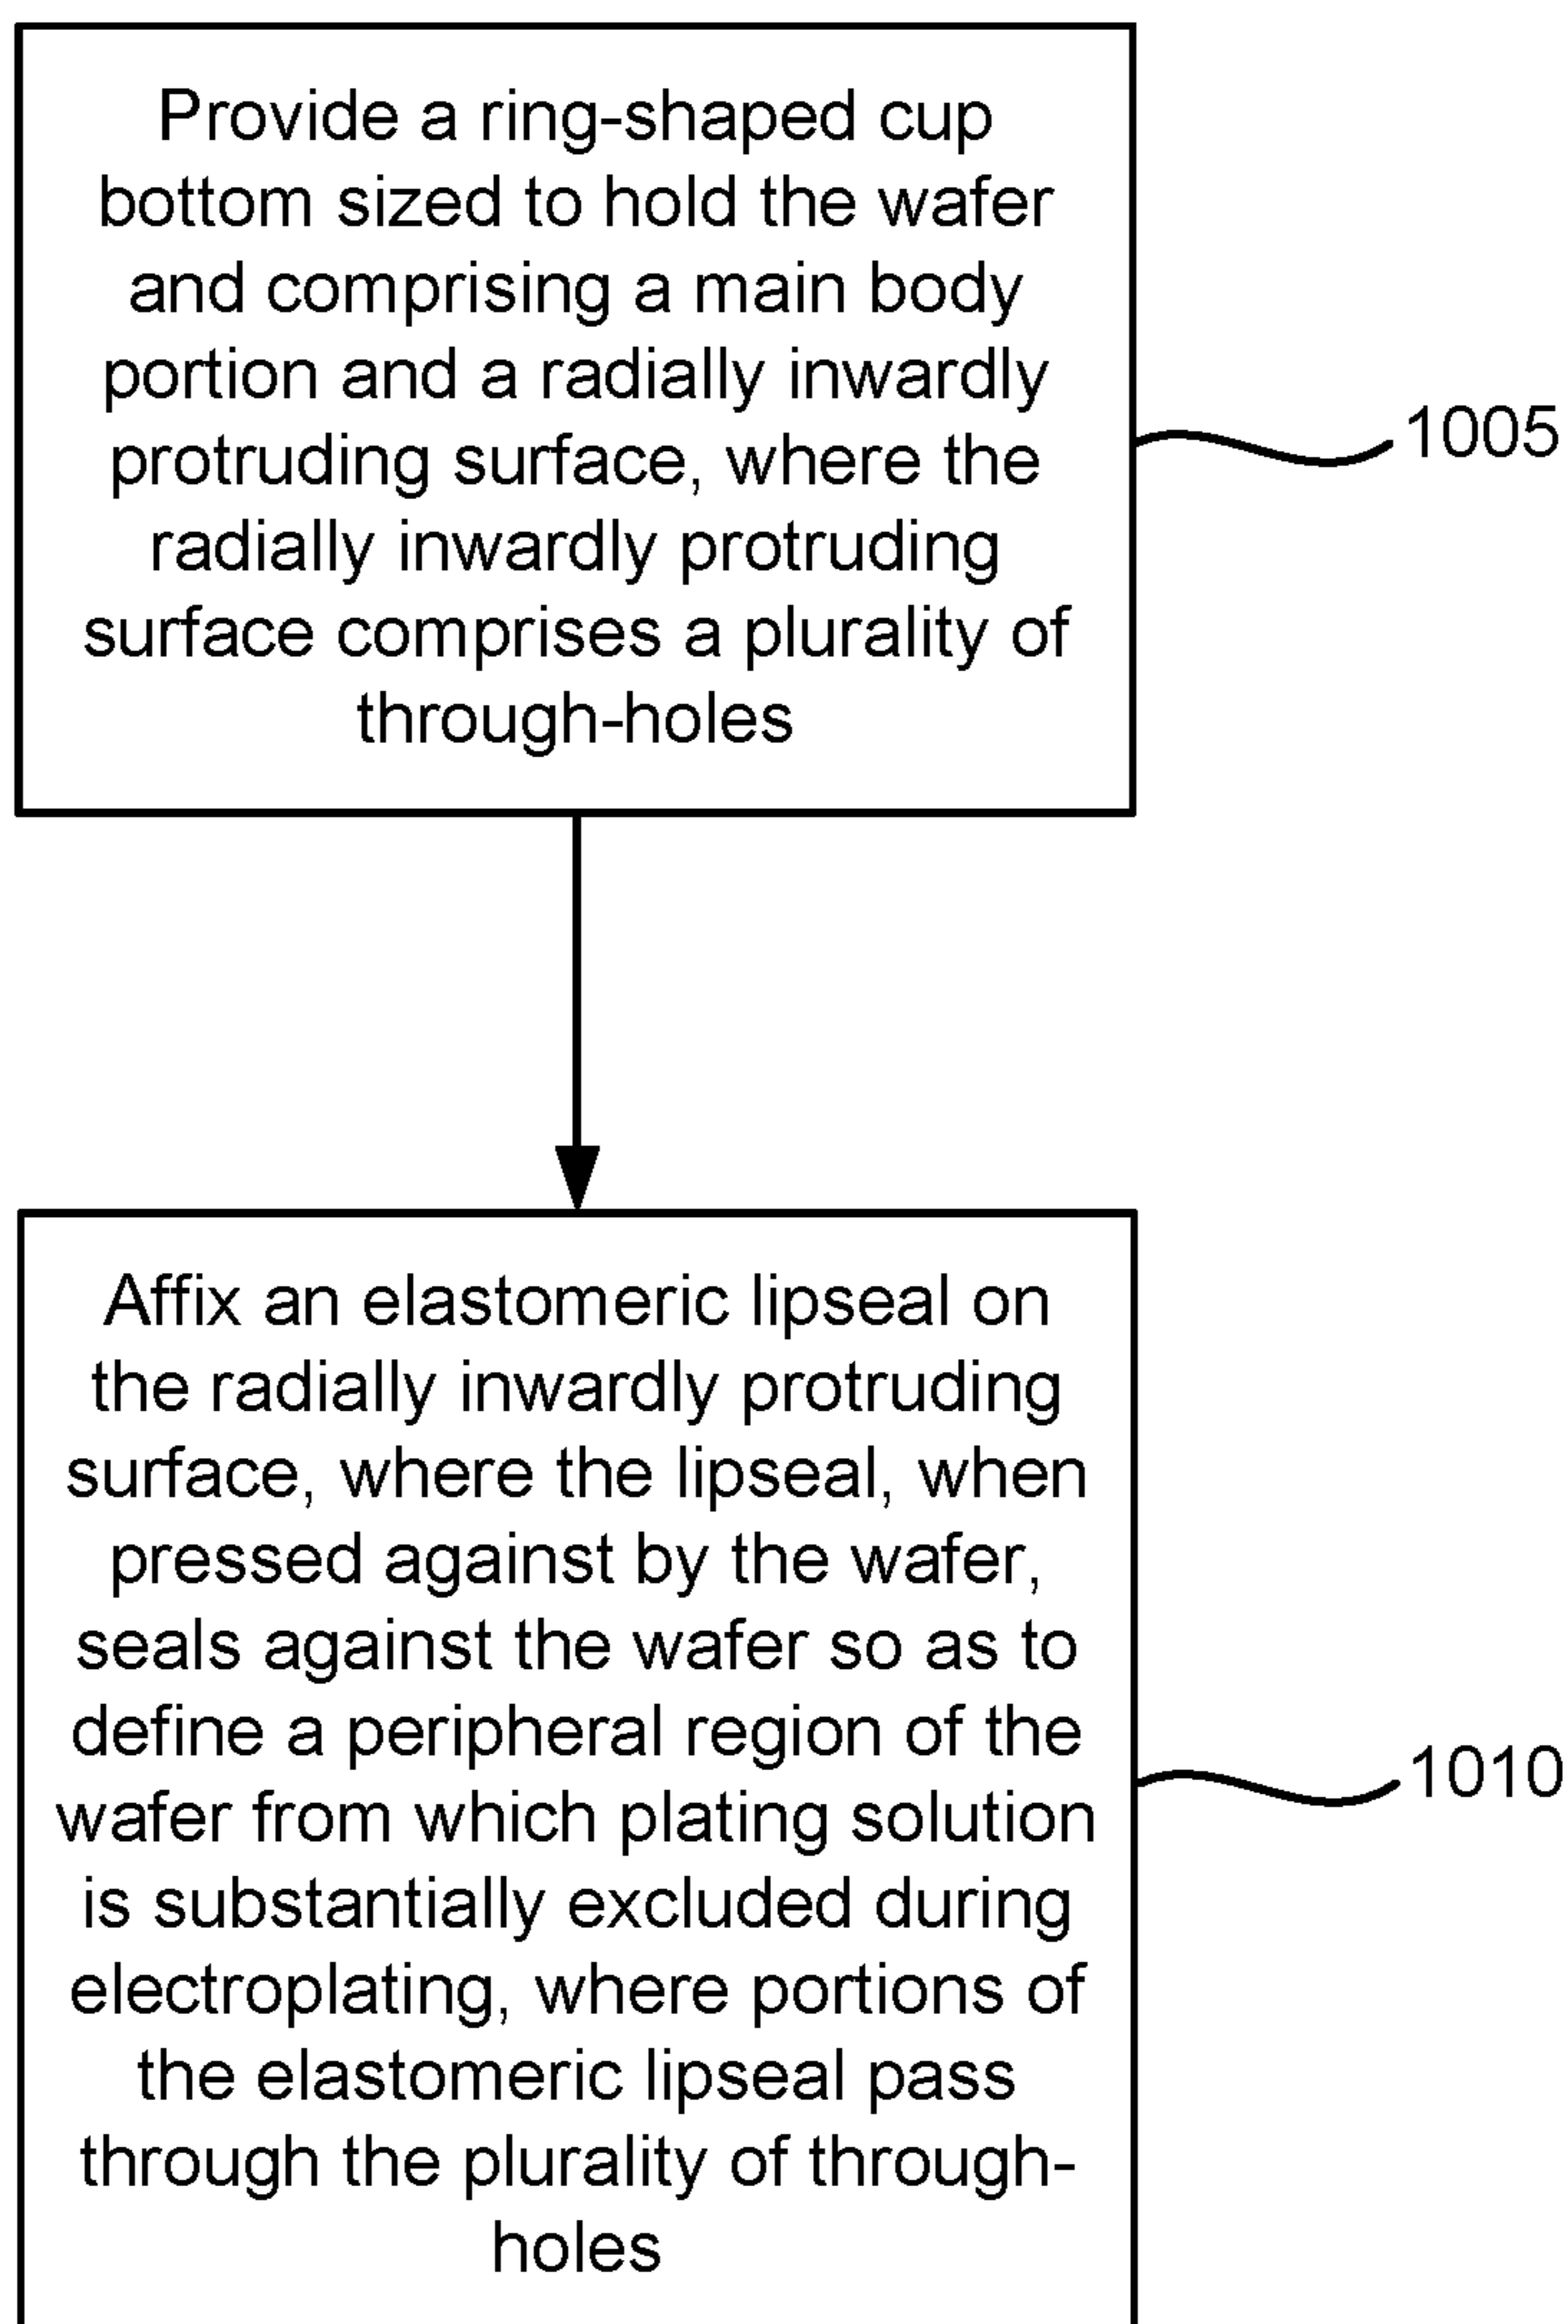 Provide a ring-shaped cup
bottom sized to hold the wafer
and comprising a main body
portion and a radially inwardly
protruding surface, where the
radially inwardly protruding
surface comprises a plurality of
through-holes
1005
Affix an elastomeric lipseal on
the radially inwardly protruding
surface, where the lipseal, when
pressed against by the wafer,
seals against the wafer so as to
define a peripheral region of the
wafer from which plating solution
is substantially excluded during
electroplating, where portions of
the elastomeric lipseal pass
through the plurality of through-
holes
1010